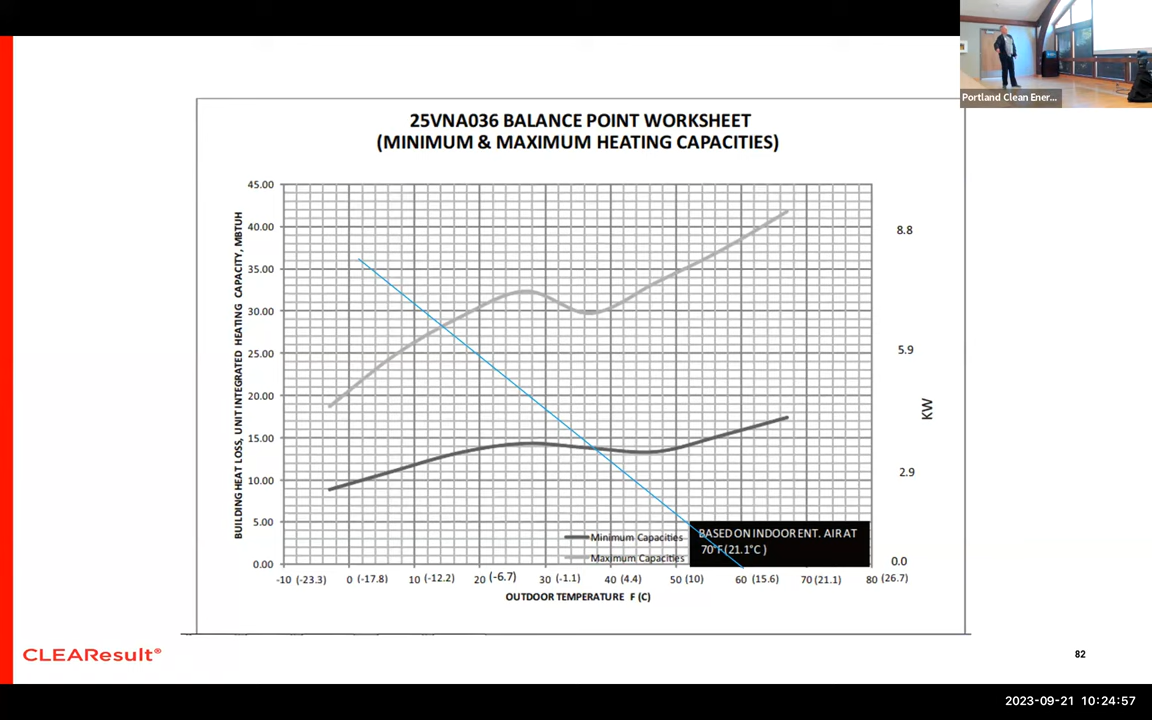 Portland Clean Ener...
25VNA036 BALANCE POINT WORKSHEET
(MINIMUM & MAXIMUM HEATING CAPACITIES)
BUILDING HEAT LOSS, UNIT INTEGRATED HEATING CAPACITY, MBTUH
45.00
40.00
35.00
30.00
25.00
20.00
15.00
10.00
5.00
0.00
8.8
5.9
2.9
0.0
KW
Minimum Capacities
Maximum Capacities
BASED ON INDOOR ENT. AIR AT
70°F(21.1°C )
-10 (-23.3) 0 (-17.8) 10 (-12.2) 20 (-6.7) 30 (-1.1) 40 (4.4) 50 (10) 60 (15.6) 70 (21.1) 80 (26.7)
OUTDOOR TEMPERATURE F (C)
CLEAResult®
82
2023-09-21 10:24:57